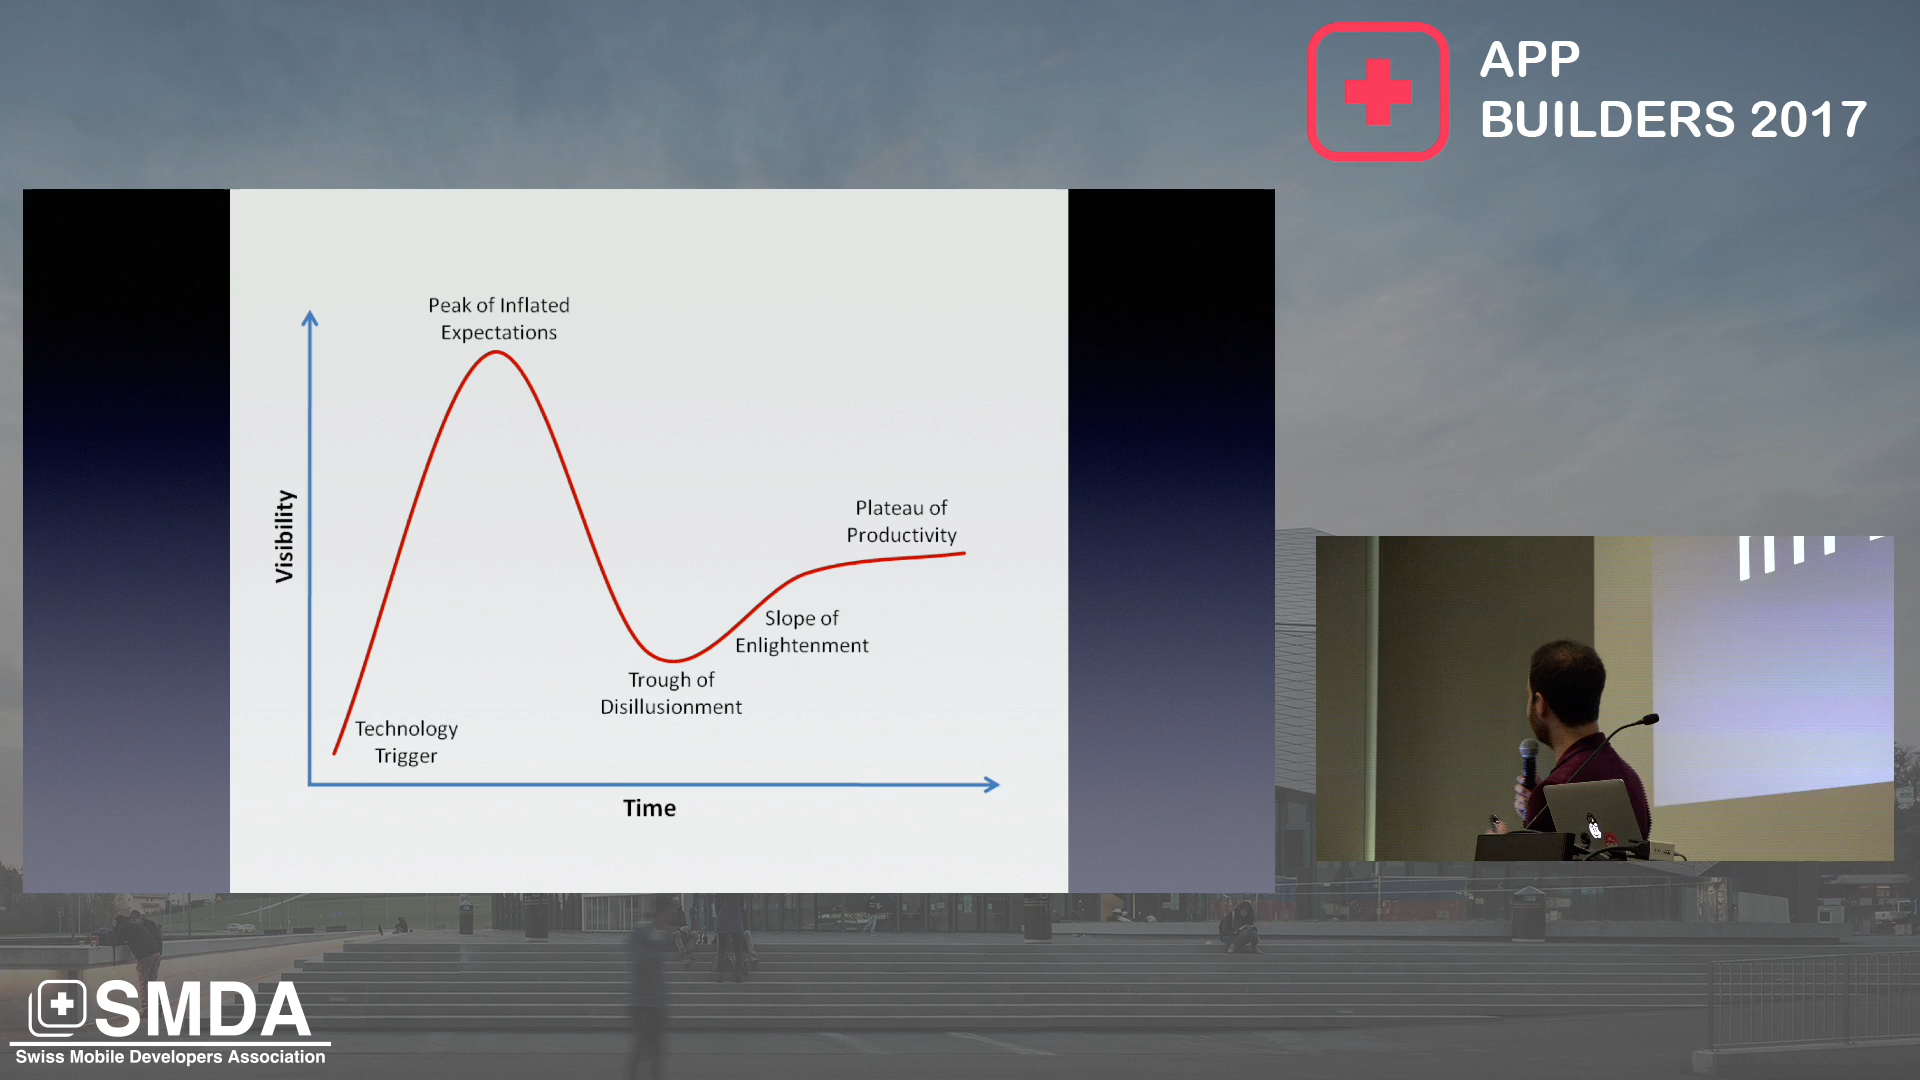 APP
BUILDERS 2017
Peak of Inflated
Expectations
Plateau of
Productivity
Visibility
Slope of
Enlightenment
Trough of
Disillusionment
Technology
Trigger
Time
SMDA
Swiss Mobile Developers Association